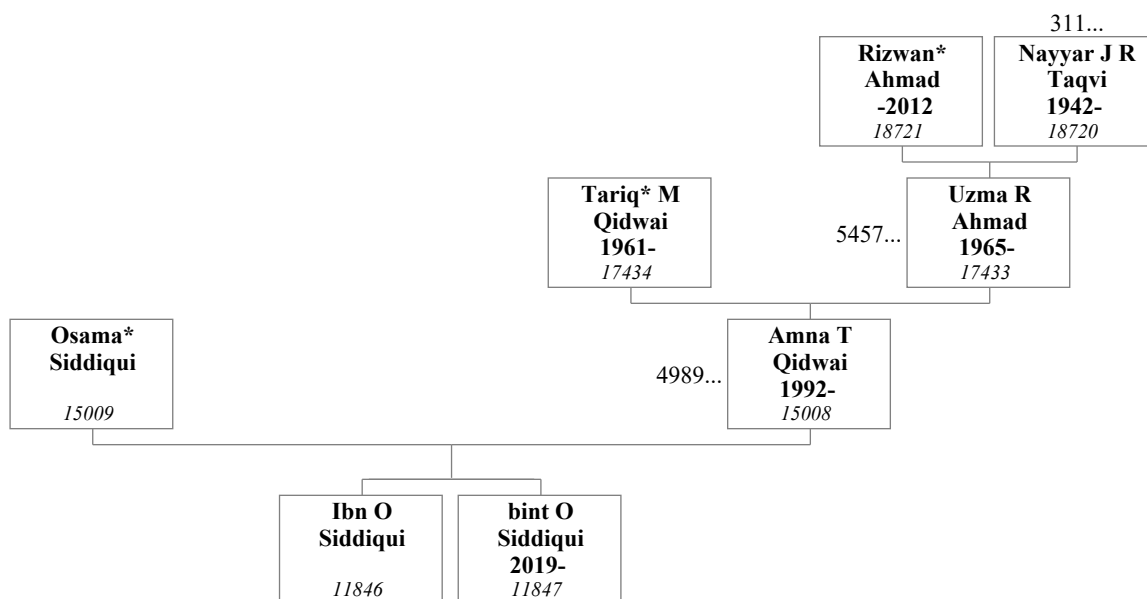 311...
Rizwan*
Ahmad
-2012
18721
Nayyar J R
Taqvi
1942-
18720
Tariq* M
Qidwai
1961-
17434
5457...
Uzma R
Ahmad
1965-
17433
Osama*
Siddiqui
15009
4989...
Amna T
Qidwai
1992-
15008
Ibn O
Siddiqui
11846
bint O
Siddiqui
2019-
11847